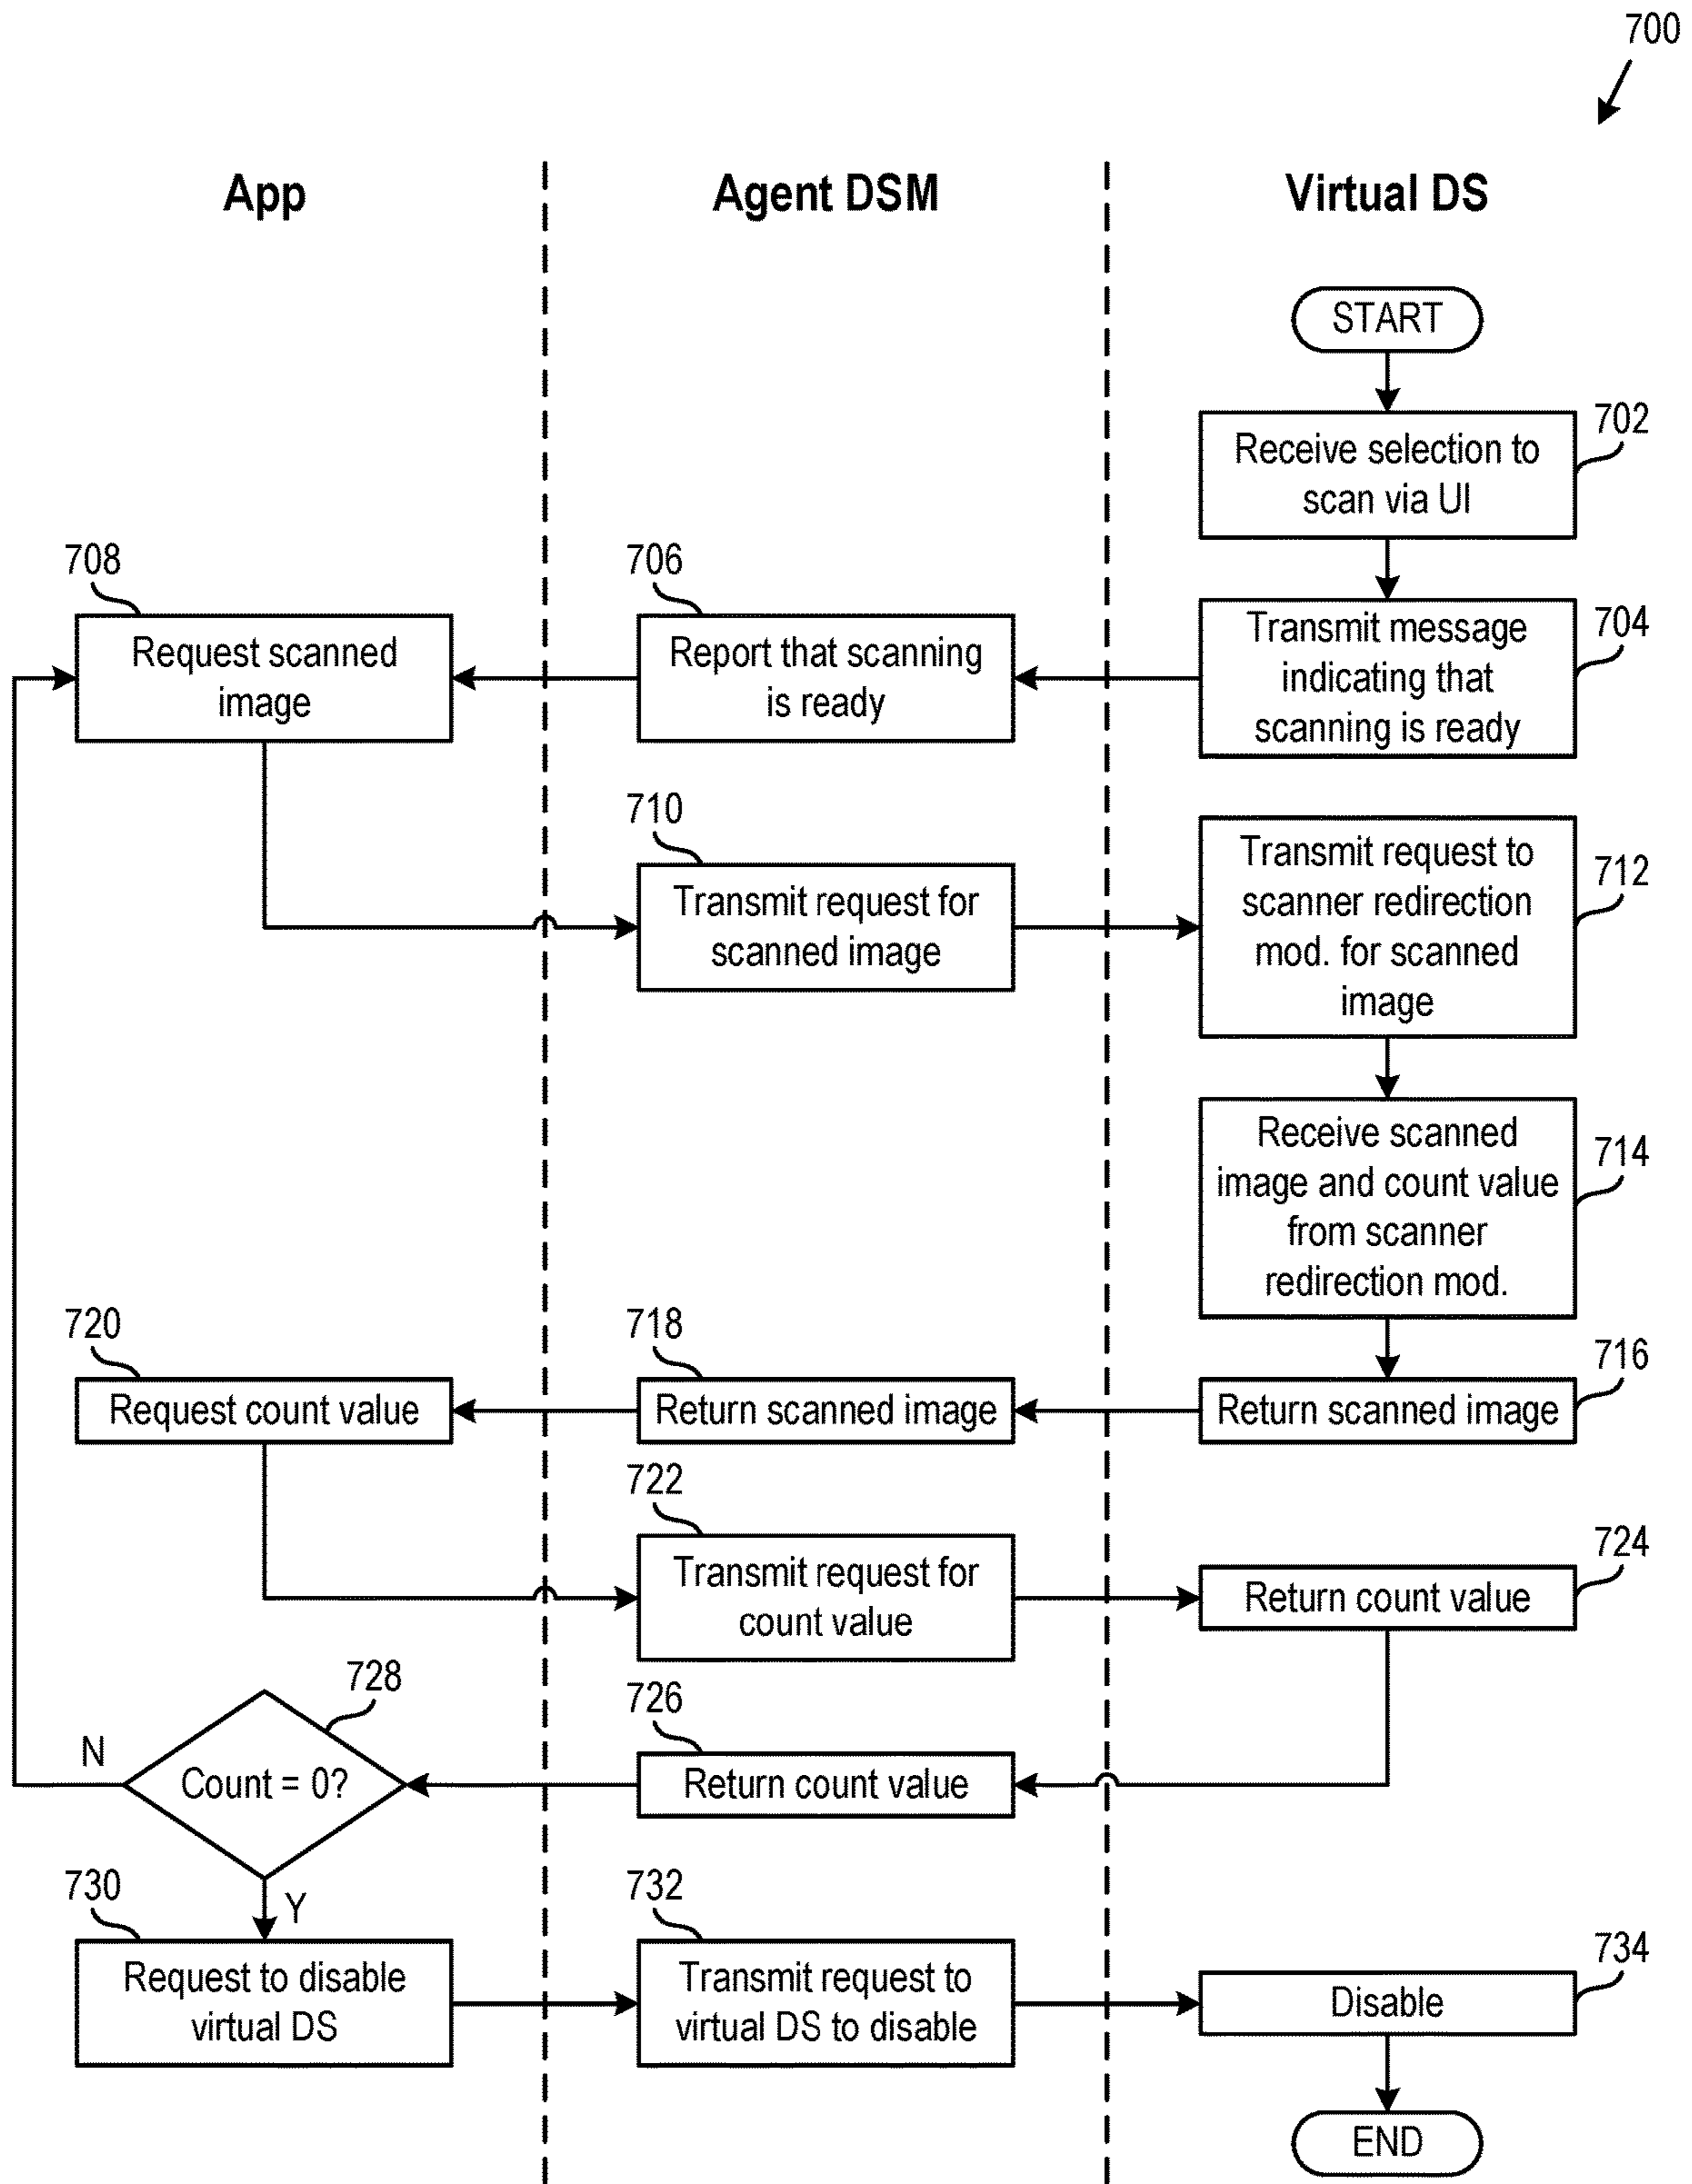 700
App
Agent DSM
Virtual DS
START
702
Receive selection to
scan via UI
708
Request scanned
image
706
Report that scanning
is ready
704
Transmit message
indicating that
scanning is ready
710
Transmit request for
scanned image
712
Transmit request to
scanner redirection
mod. for scanned
image
714
Receive scanned
image and count value
from scanner
redirection mod.
720
Request count value
718
Return scanned image
716
Return scanned image
722
Transmit request for
count value
724
Return count value
728
N
Count = 0?
Y
726
Return count value
730
Request to disable
virtual DS
732
Transmit request to
virtual DS to disable
734
Disable
END